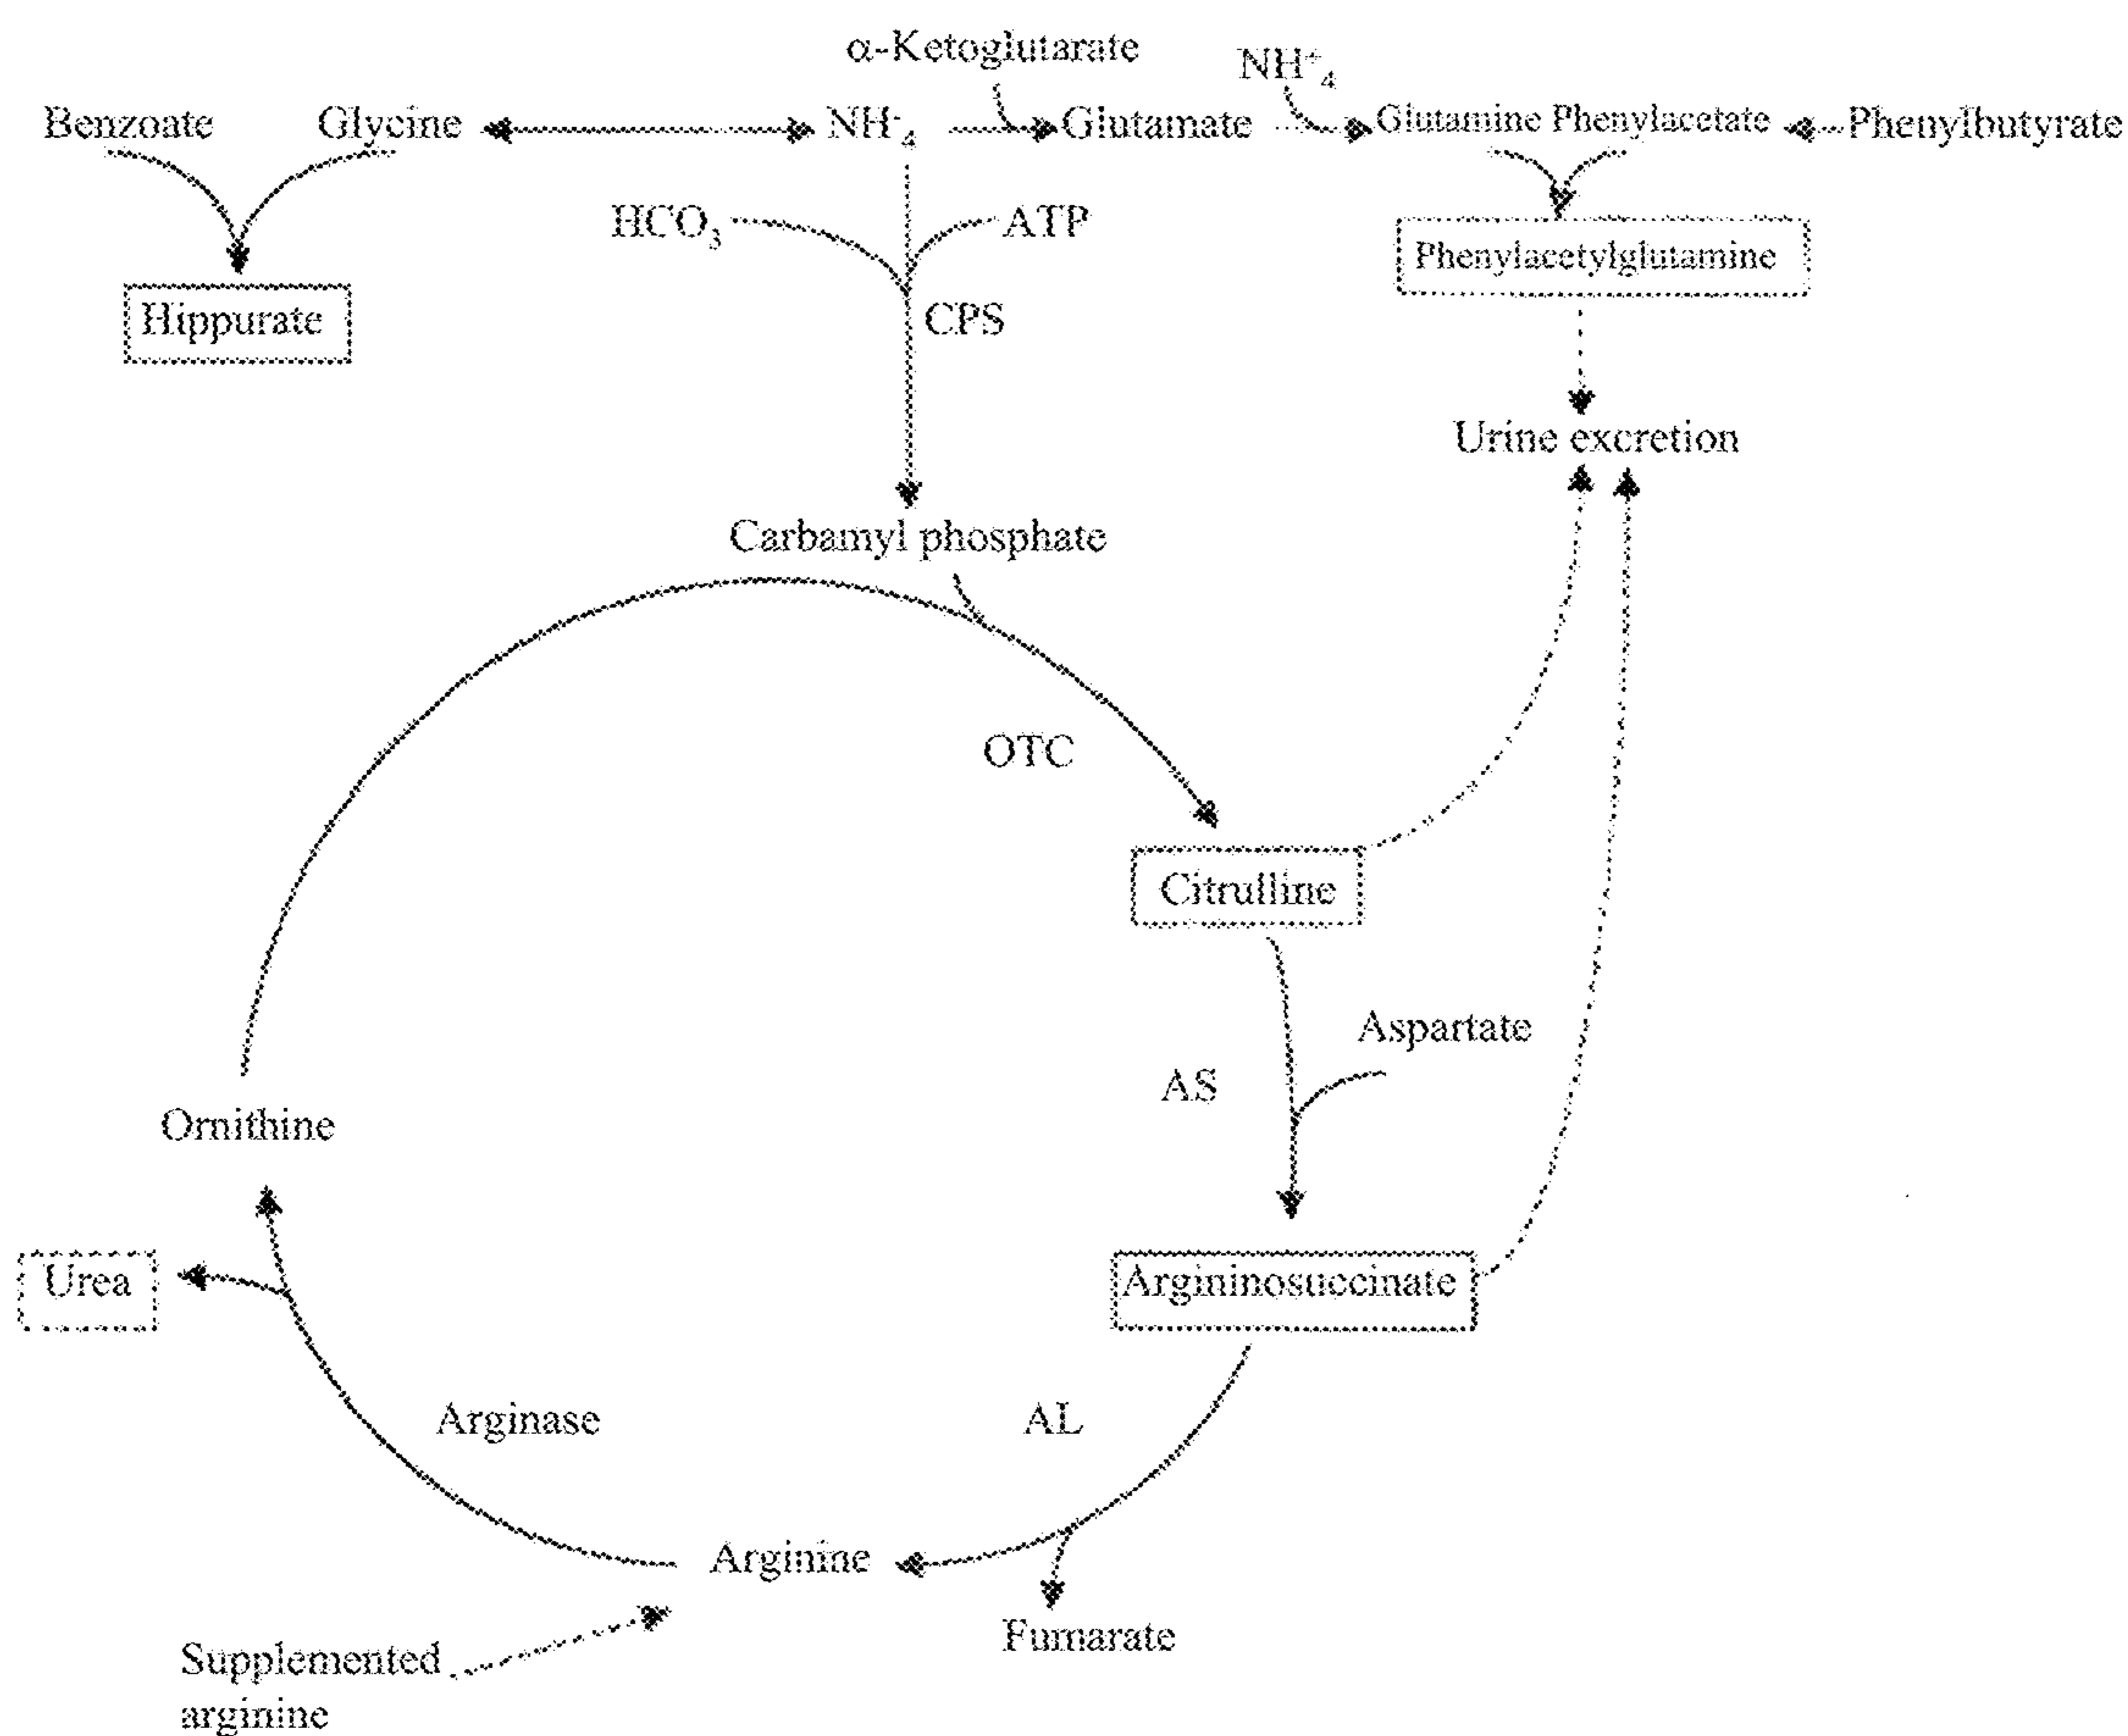 α-Ketoglutarate
NH⁺₄
Benzoate
Glycine
NH⁻₄
Glutamate
Glutamine Phenylacetate
Phenylbutyrate
HCO₃
ATP
Phenylacetylglutamine
Hippurate
CPS
Urine excretion
Carbamyl phosphate
OTC
Citrulline
Aspartate
AS
Ornithine
Urea
Argininosuccinate
Arginase
AL
Arginine
Fumarate
Supplemented
arginine